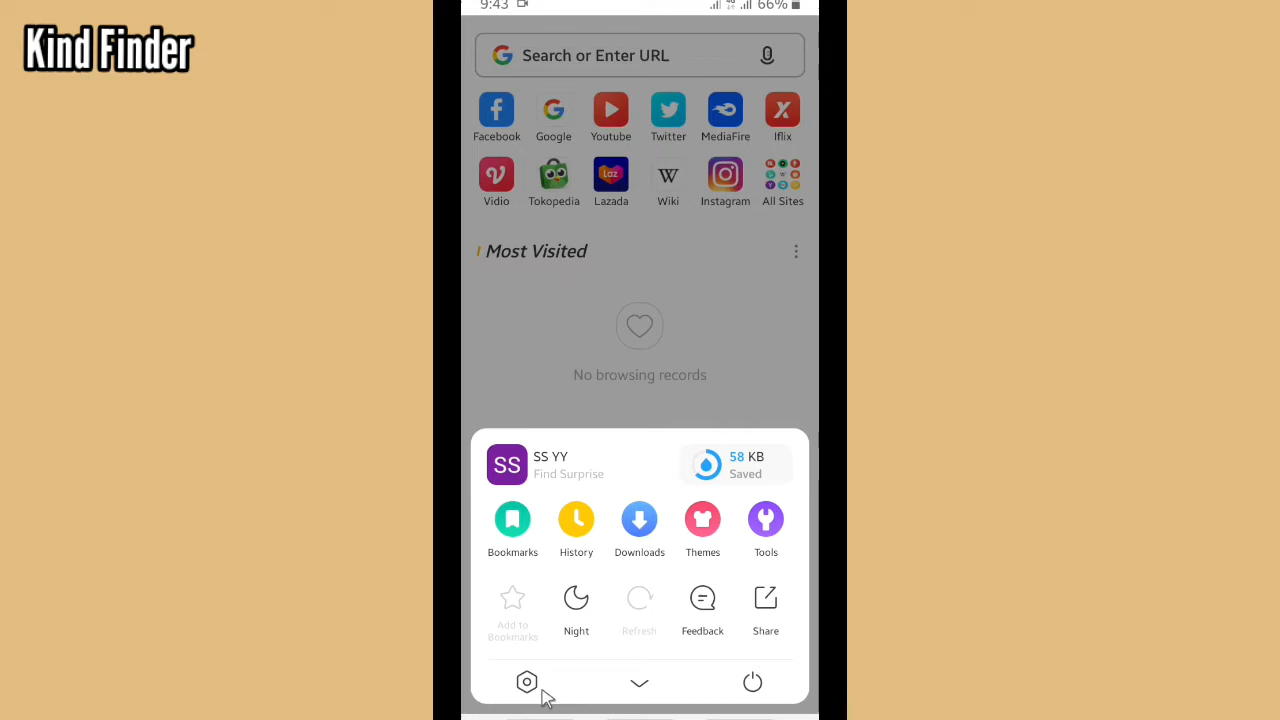 Kind Finder
9:43 66%
Search or Enter URL
Facebook Google Youtube Twitter MediaFire Iflix
Vidio Tokopedia Lazada Wiki Instagram All Sites
Most Visited
No browsing records
SS SS YY 58 KB
Find Surprise Saved
Bookmarks History Downloads Themes Tools
Add to
Bookmarks Night Refresh Feedback Share